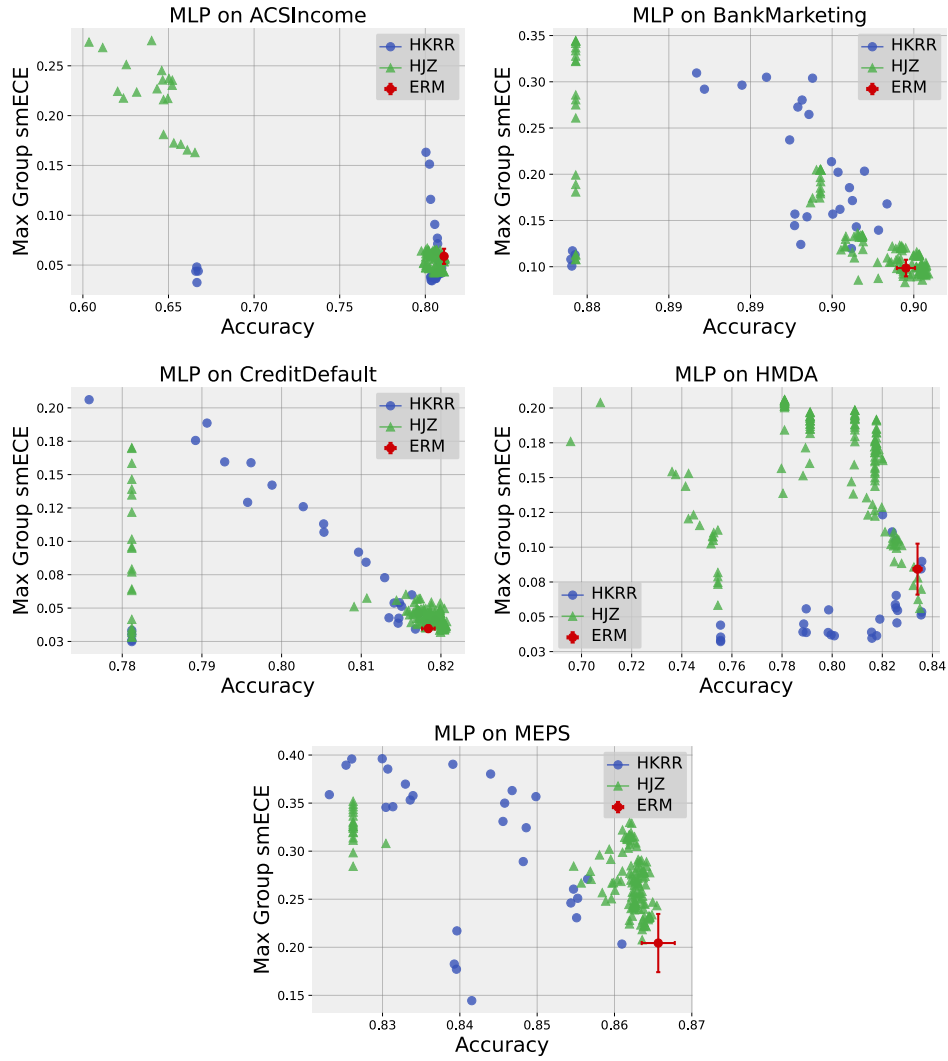 MLP on ACSIncome
HKRR
HJZ
ERM
Max Group smECE
0.25
0.20
0.15
0.10
0.05
0.60 0.65 0.70 0.75 0.80
Accuracy
MLP on BankMarketing
HKRR
HJZ
ERM
Max Group smECE
0.35
0.30
0.25
0.20
0.15
0.10
0.88 0.89 0.89 0.90 0.90
Accuracy
MLP on CreditDefault
HKRR
HJZ
ERM
Max Group smECE
0.20
0.18
0.15
0.12
0.10
0.08
0.05
0.03
0.78 0.79 0.80 0.81 0.82
Accuracy
MLP on HMDA
HKRR
HJZ
ERM
Max Group smECE
0.20
0.18
0.15
0.12
0.10
0.08
0.05
0.03
0.70 0.72 0.74 0.76 0.78 0.80 0.82 0.84
Accuracy
MLP on MEPS
HKRR
HJZ
ERM
Max Group smECE
0.40
0.35
0.30
0.25
0.20
0.15
0.83 0.84 0.85 0.86 0.87
Accuracy